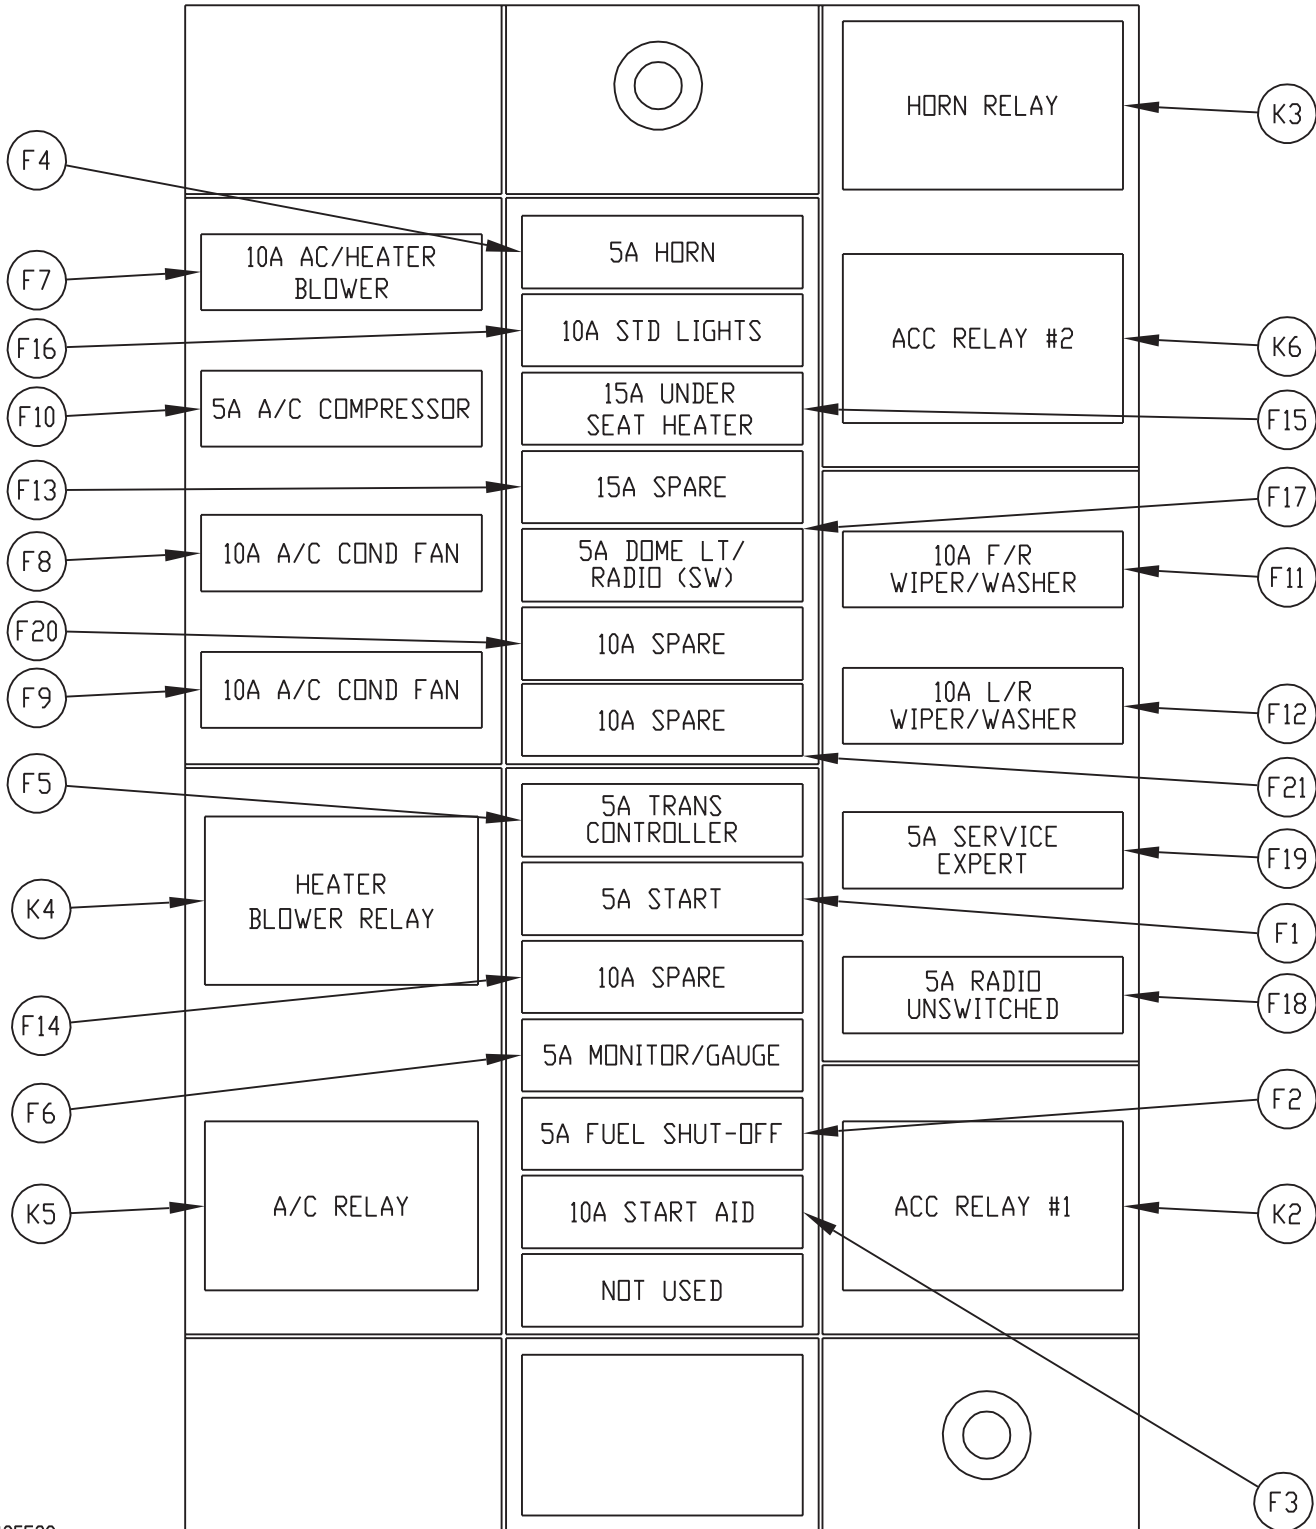 HORN RELAY
K3
F4
F7
10A AC/HEATER
BLOWER
5A HORN
F16
10A STD LIGHTS
ACC RELAY #2
K6
F10
5A A/C COMPRESSOR
15A UNDER
SEAT HEATER
F15
F13
15A SPARE
F17
F8
10A A/C COND FAN
5A DOME LT/
RADIO (SW)
10A F/R
WIPER/WASHER
F11
F20
10A SPARE
F9
10A A/C COND FAN
10A SPARE
10A L/R
WIPER/WASHER
F12
F5
F21
5A TRANS
CONTROLLER
5A SERVICE
EXPERT
F19
K4
HEATER
BLOWER RELAY
5A START
F1
F14
10A SPARE
5A RADIO
UNSWITCHED
F18
F6
5A MONITOR/GAUGE
F2
5A FUEL SHUT-OFF
K5
A/C RELAY
10A START AID
ACC RELAY #1
K2
NOT USED
F3